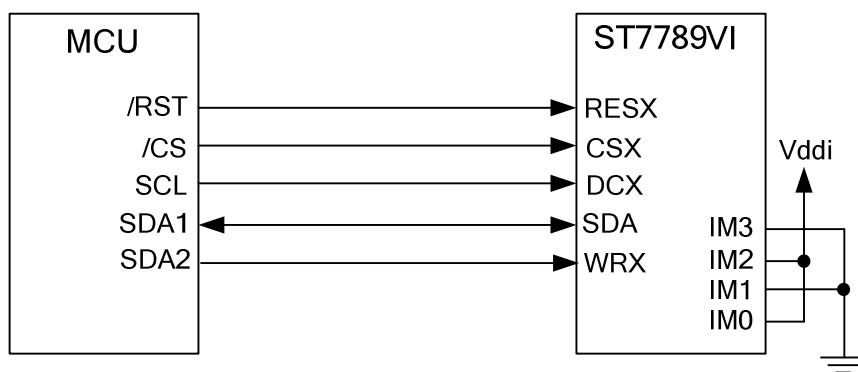 MCU
ST7789VI
/RST
RESX
/CS
CSX
Vddi
SCL
DCX
SDA1
SDA
IM3
SDA2
WRX
IM2
IM1
IM0